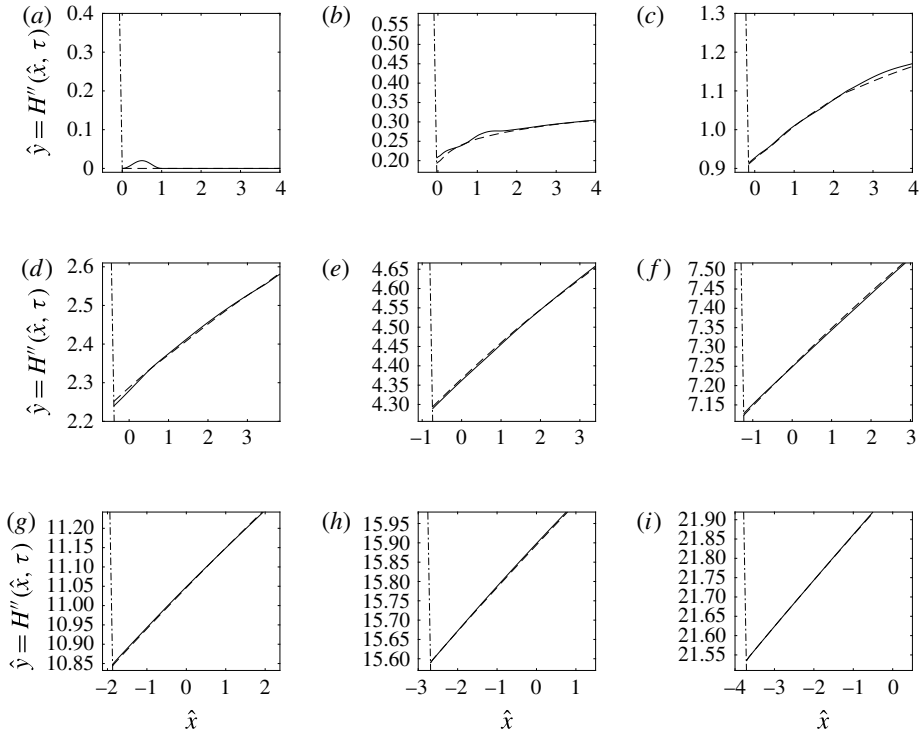 (a) (b) (c)
ŷ = H″(x̂, τ)
0.4 0.3 0.2 0.1 0
0 1 2 3 4
0.55 0.50 0.45 0.40 0.35 0.30 0.25 0.20
0 1 2 3 4
1.3 1.2 1.1 1.0 0.9
0 1 2 3 4
(d) (e) (f)
ŷ = H″(x̂, τ)
2.6 2.5 2.4 2.3 2.2
0 1 2 3
4.65 4.60 4.55 4.50 4.45 4.40 4.35 4.30
−1 0 1 2 3
7.50 7.45 7.40 7.35 7.30 7.25 7.20 7.15
−1 0 1 2 3
(g) (h) (i)
ŷ = H″(x̂, τ)
11.20 11.15 11.10 11.05 11.00 10.95 10.90 10.85
−2 −1 0 1 2
15.95 15.90 15.85 15.80 15.75 15.70 15.65 15.60
−3 −2 −1 0 1
21.90 21.85 21.80 21.75 21.70 21.65 21.60 21.55
−4 −3 −2 −1 0
x̂ x̂ x̂